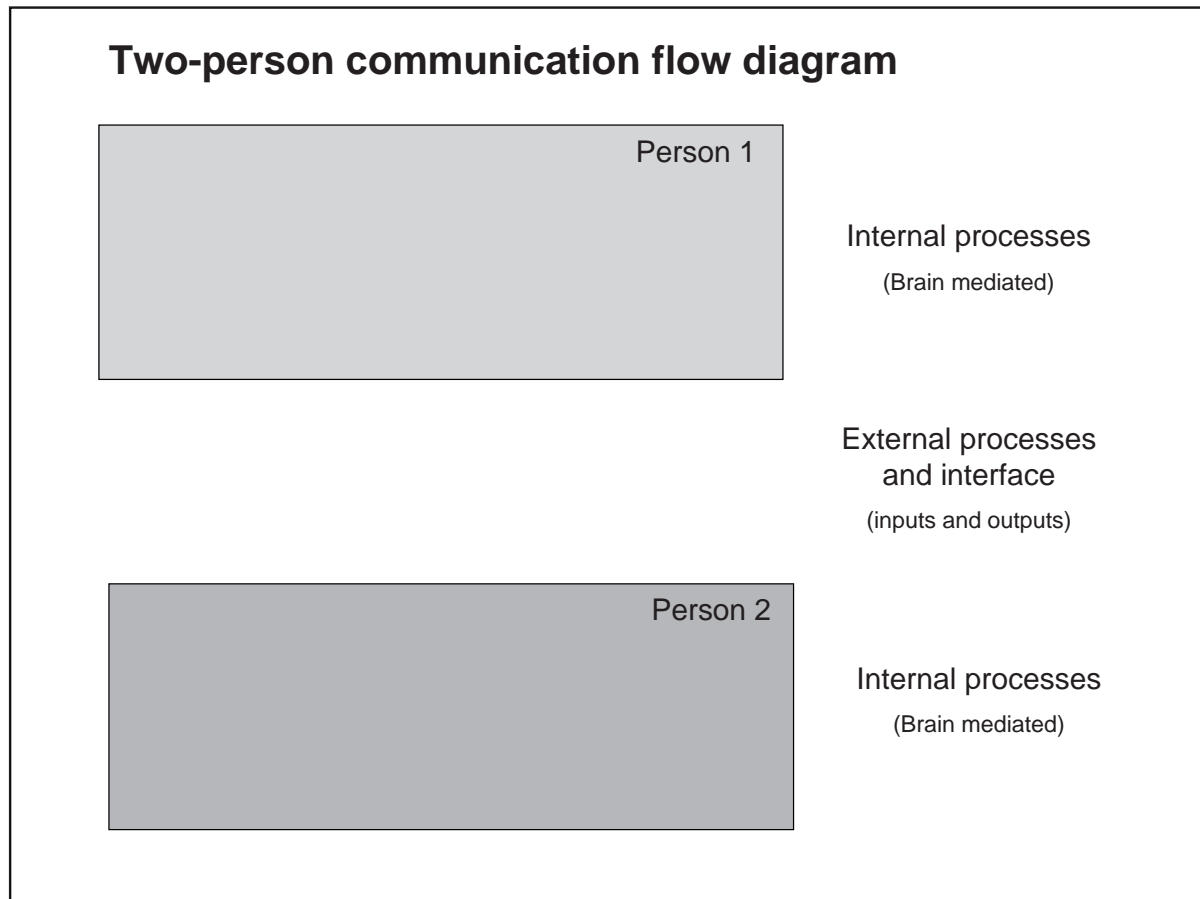 Two-person communication flow diagram
Person 1
Internal processes
(Brain mediated)
External processes
and interface
(inputs and outputs)
Person 2
Internal processes
(Brain mediated)